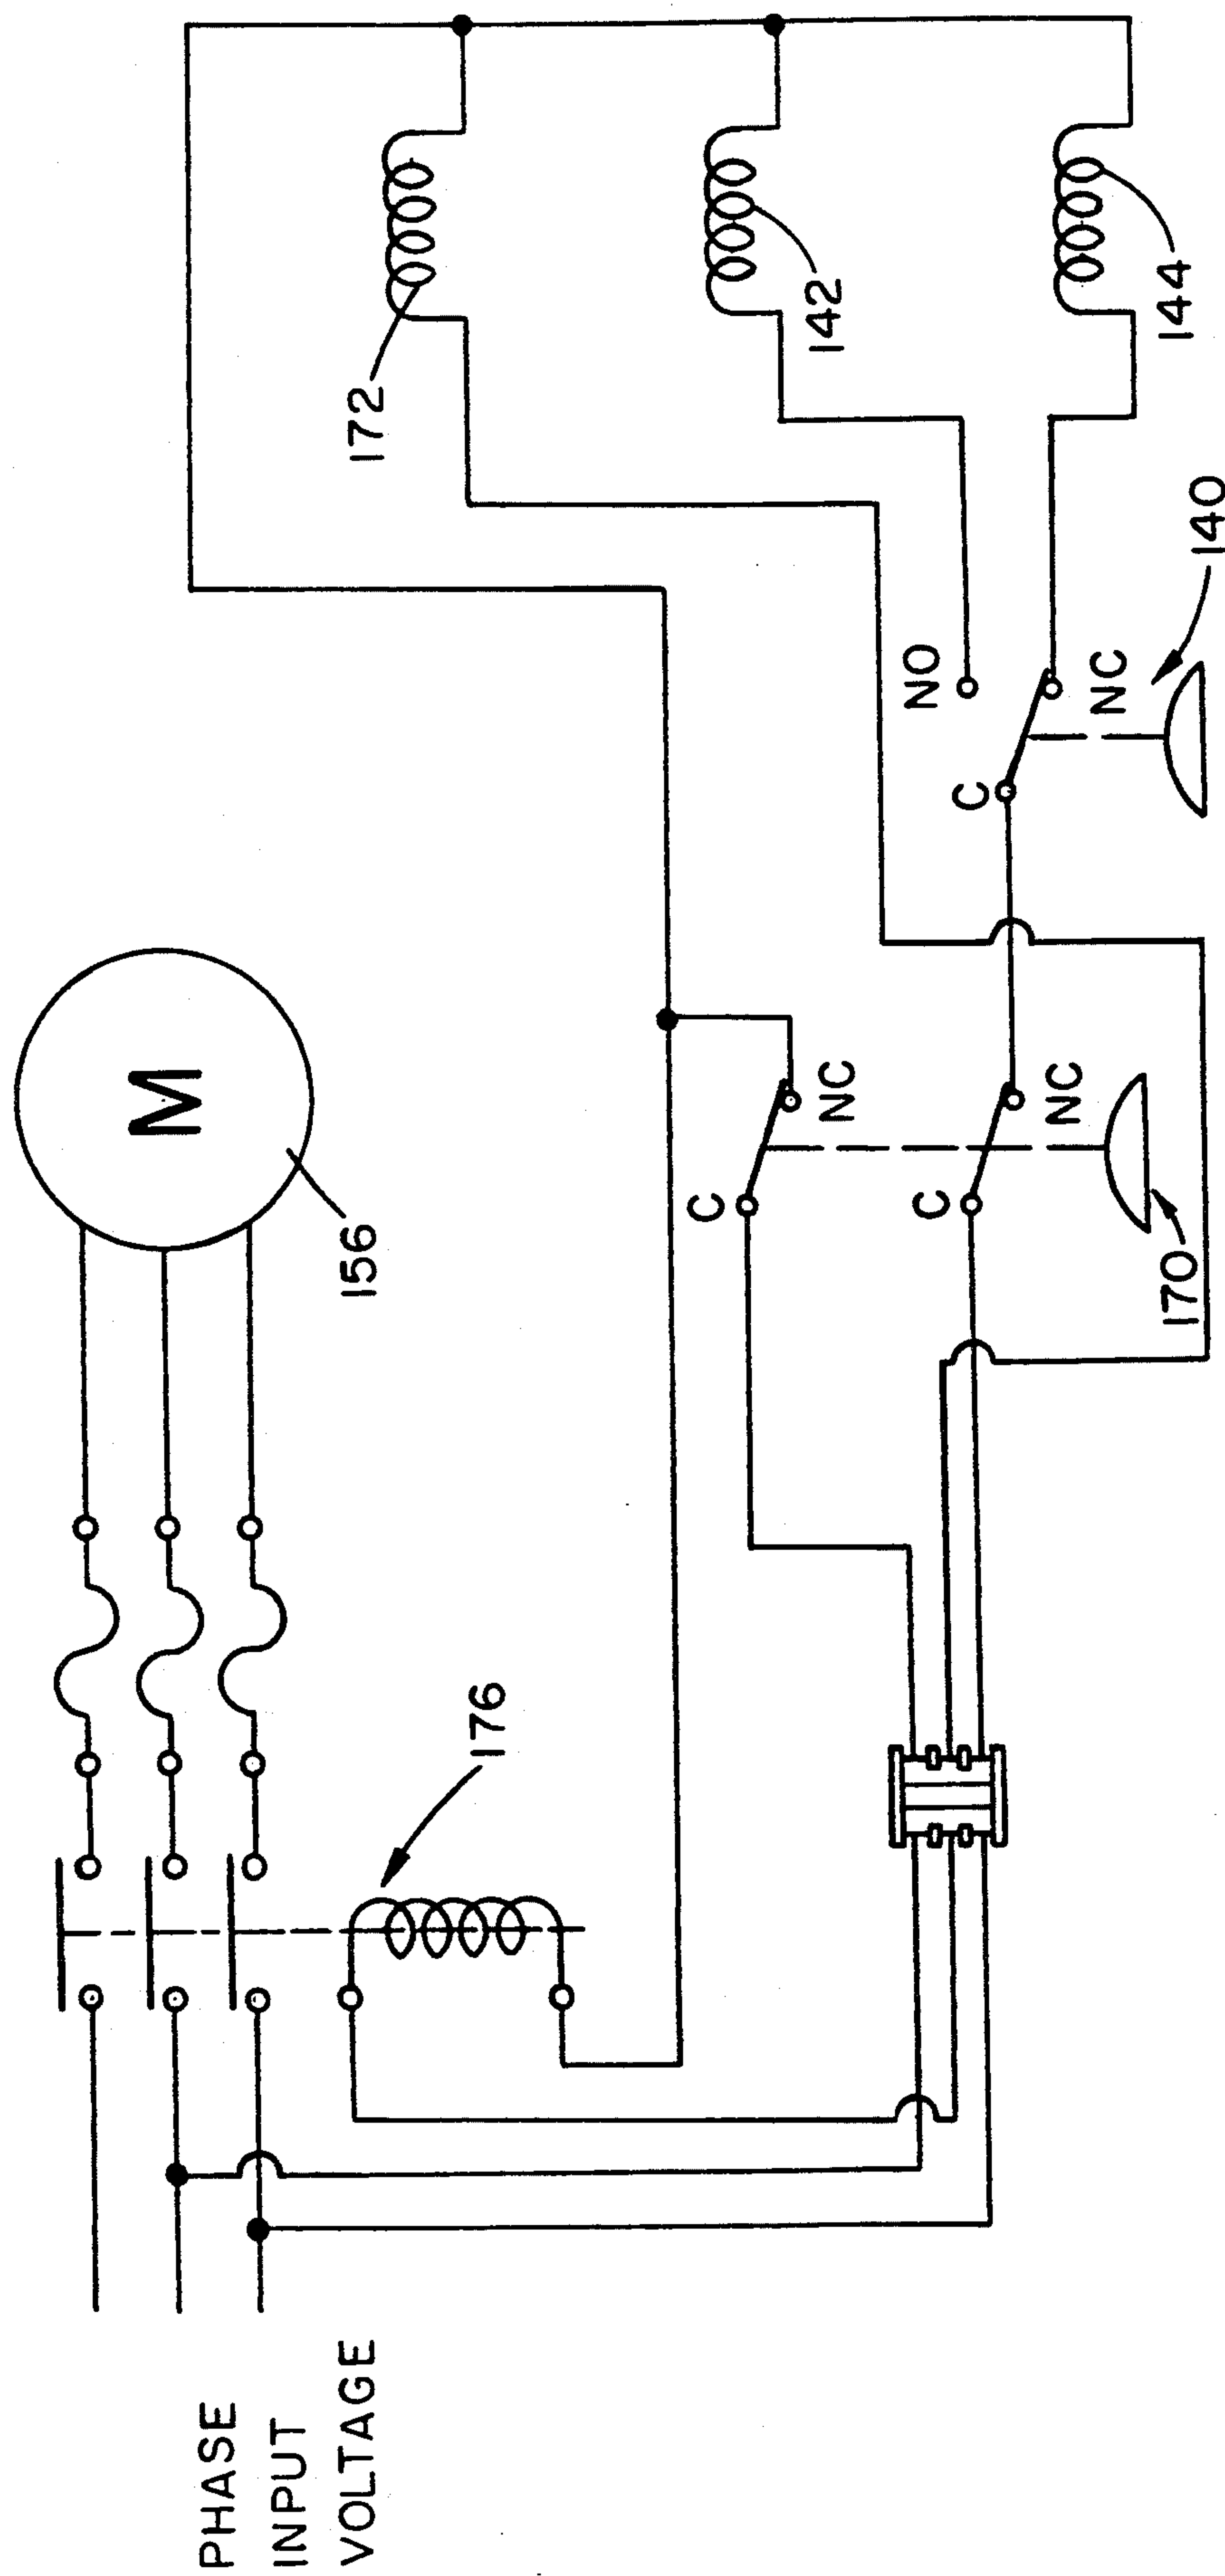 PHASE
INPUT
VOLTAGE
M
156
176
172
142
144
C
NC
C
NC
170
C
NO
NC
140